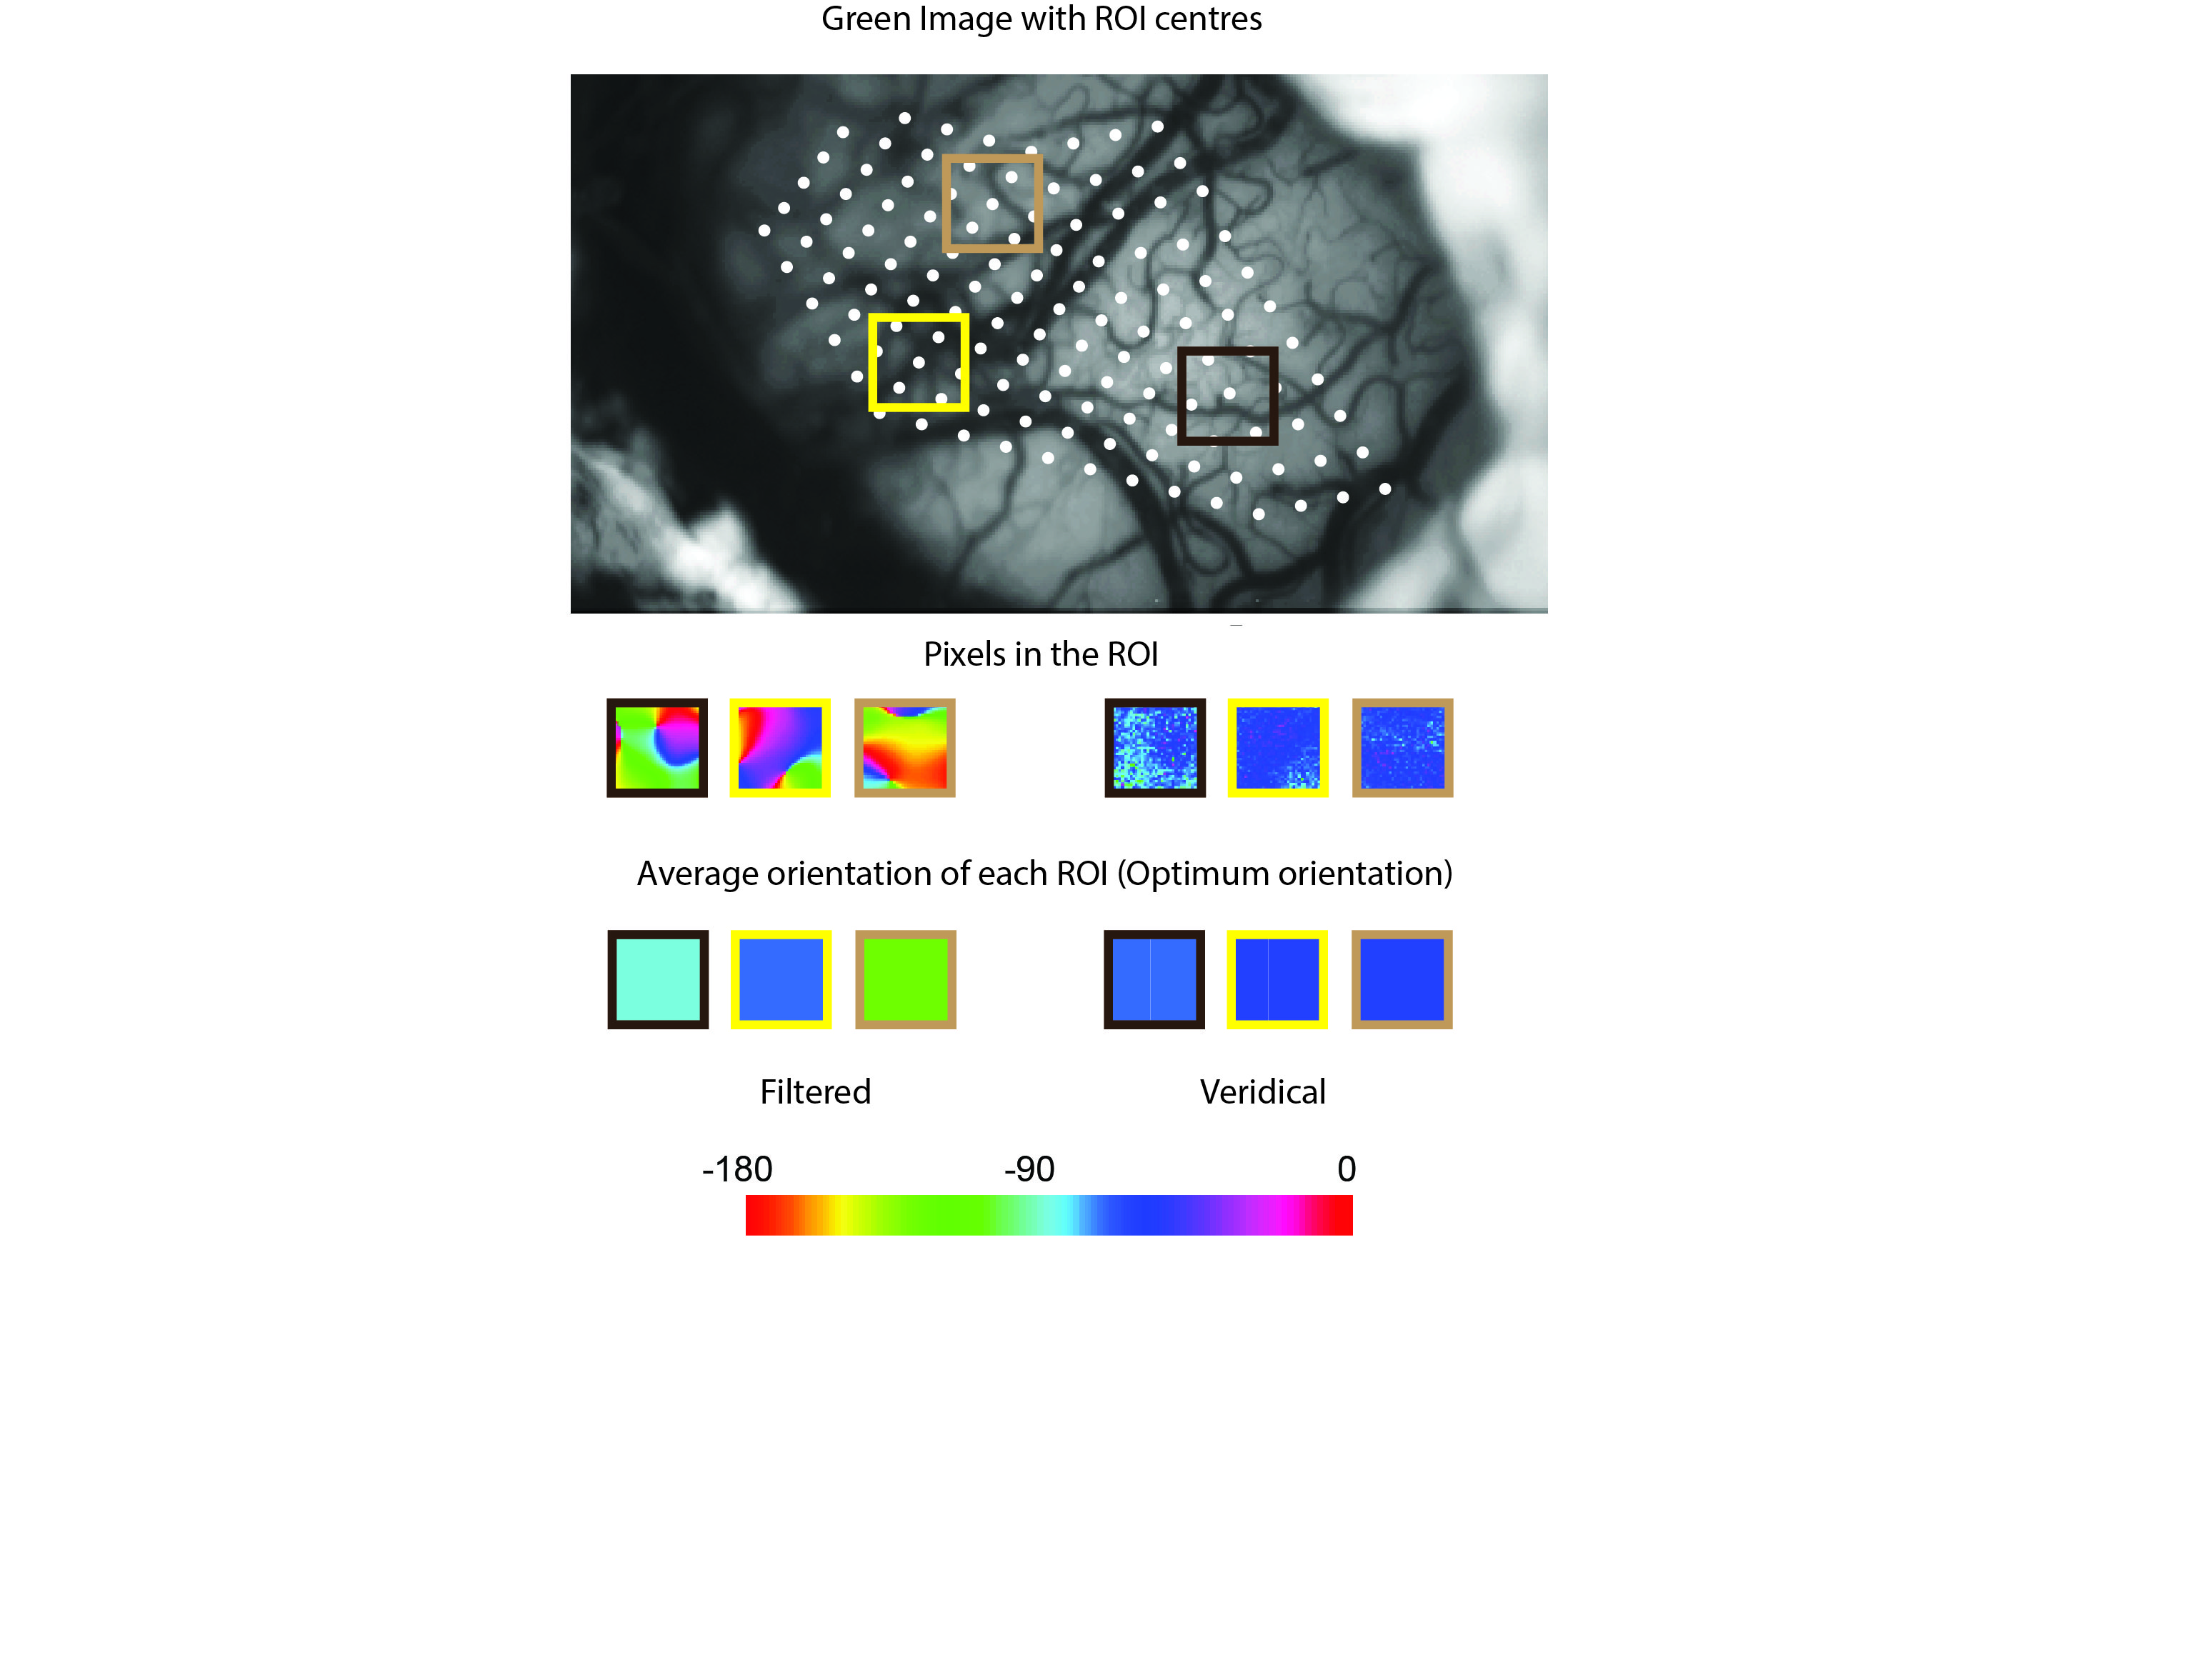 Green Image with ROI centres
Pixels in the ROI
Average orientation of each ROI (Optimum orientation)
Filtered Veridical
-180 -90 0